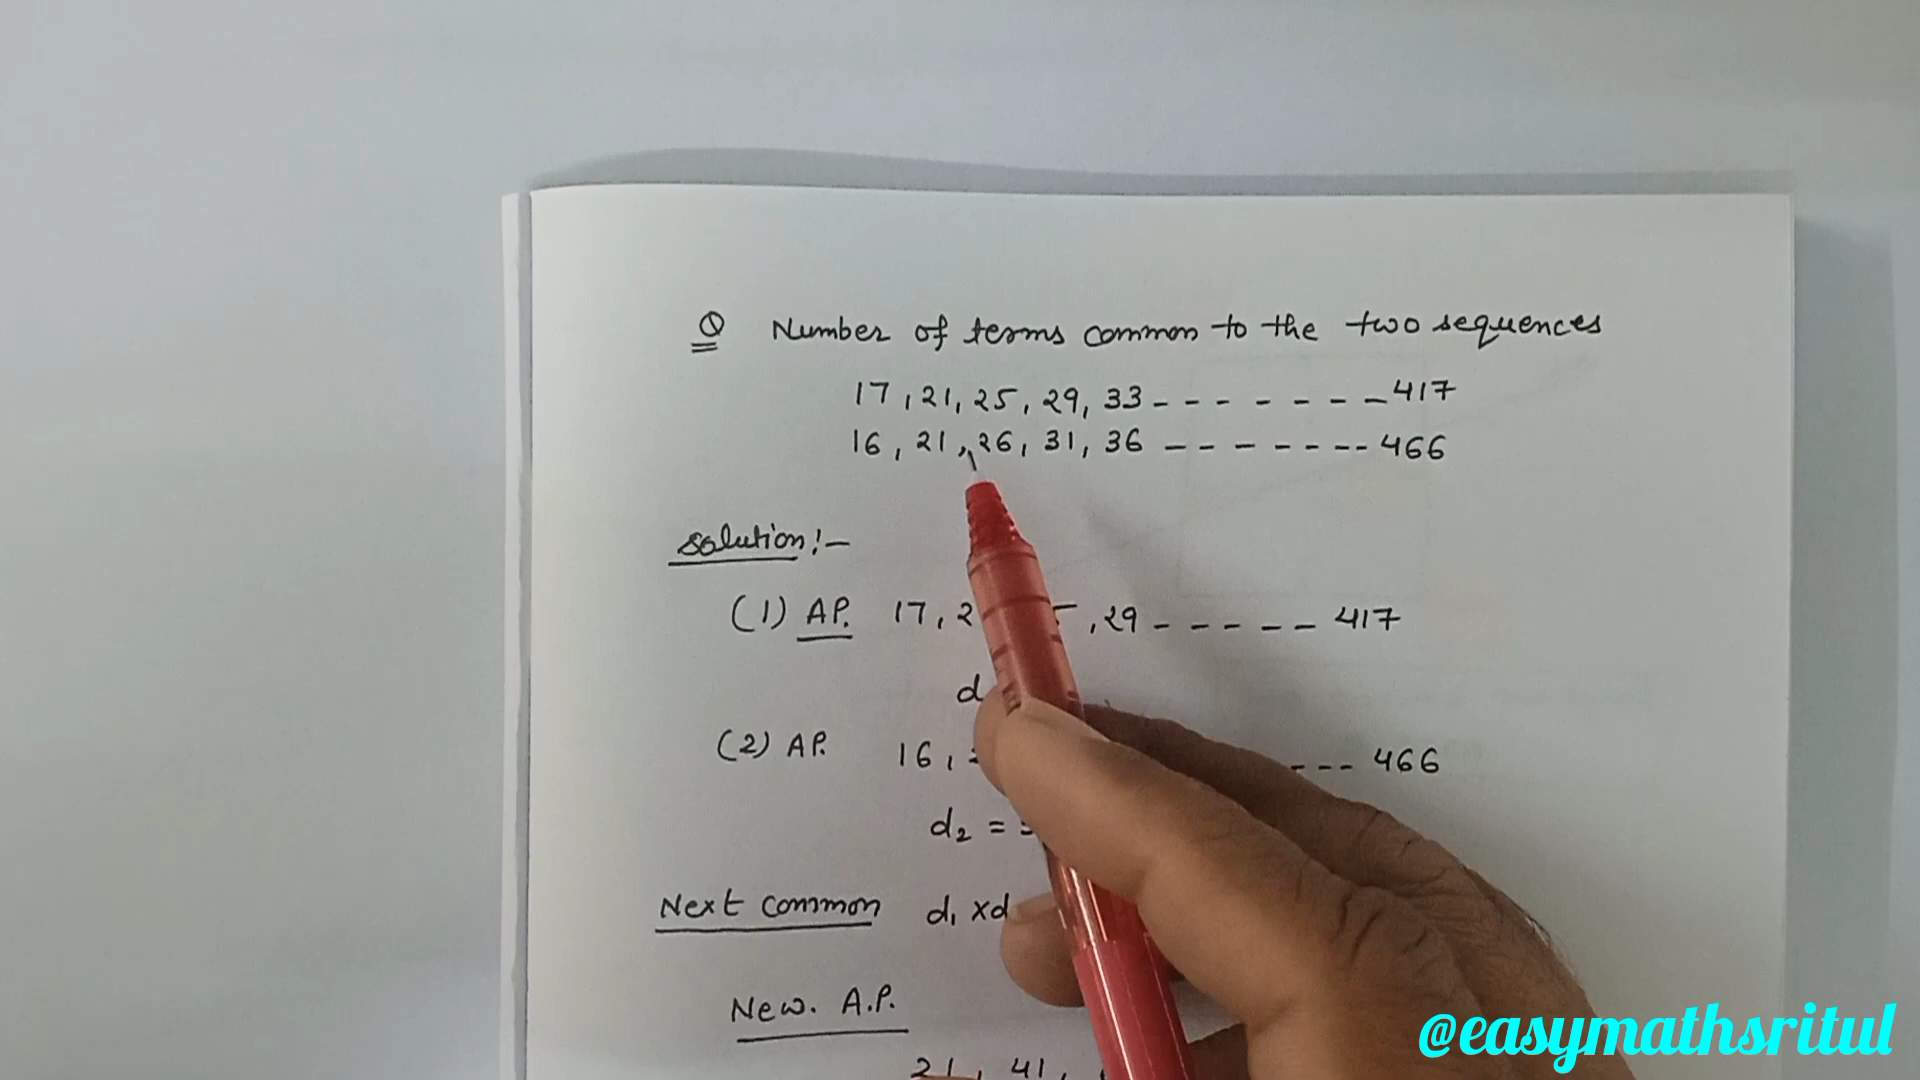 Q Number of terms common to the two sequences
17, 21, 25, 29, 33 - - - - - - - 417
16, 21, 26, 31, 36 - - - - - - - 466
Solution:-
(1) A.P. 17, 2 , 29 - - - - - 417
d
(2) A.P. 16, - - - 466
d₂ =
Next Common d₁ x d
New. A.P.
21, 41,
@easymathsritul